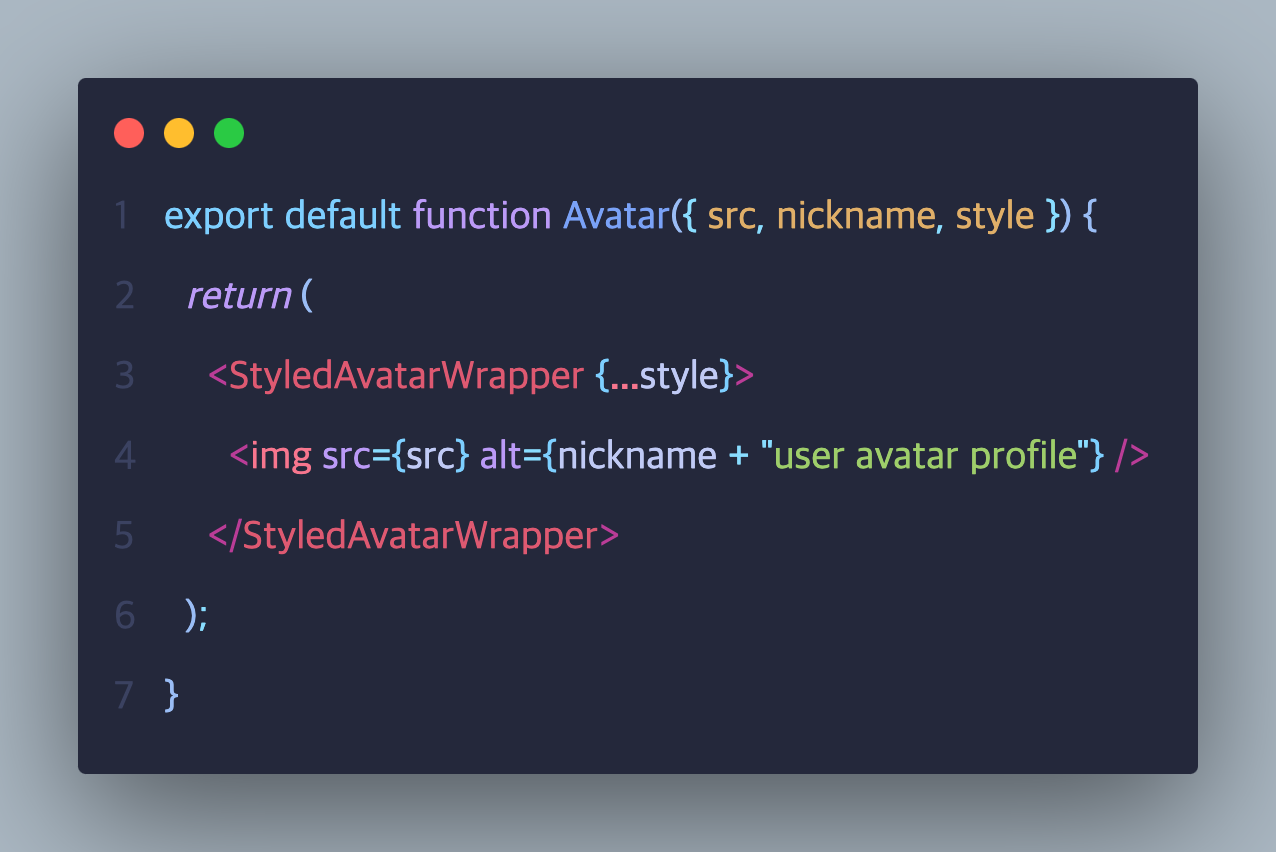 1 export default function Avatar({ src, nickname, style }) {
2 return (
3 <StyledAvatarWrapper {...style}>
4 <img src={src} alt={nickname + "user avatar profile"} />
5 </StyledAvatarWrapper>
6 );
7 }